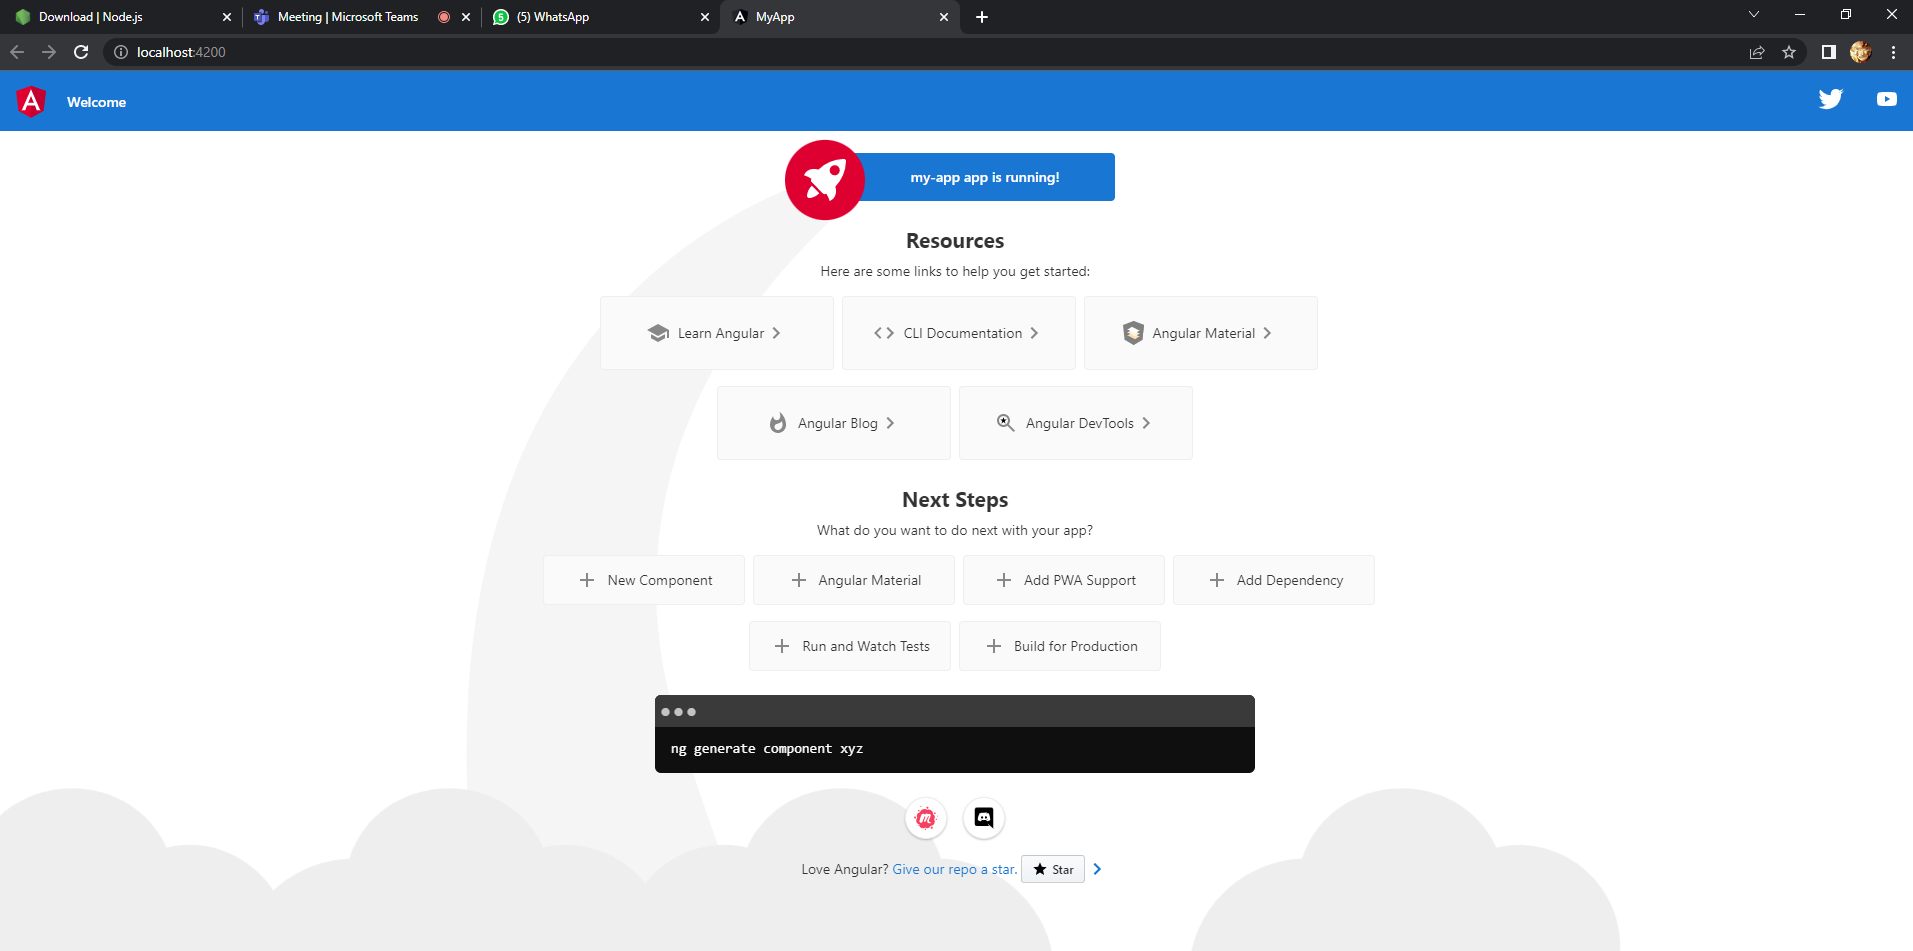 Download | Node.js
Meeting | Microsoft Teams
(5) WhatsApp
MyApp
localhost:4200
Welcome
my-app app is running!
Resources
Here are some links to help you get started:
Learn Angular
CLI Documentation
Angular Material
Angular Blog
Angular DevTools
Next Steps
What do you want to do next with your app?
New Component
Angular Material
Add PWA Support
Add Dependency
Run and Watch Tests
Build for Production
ng generate component xyz
Love Angular? Give our repo a star. Star